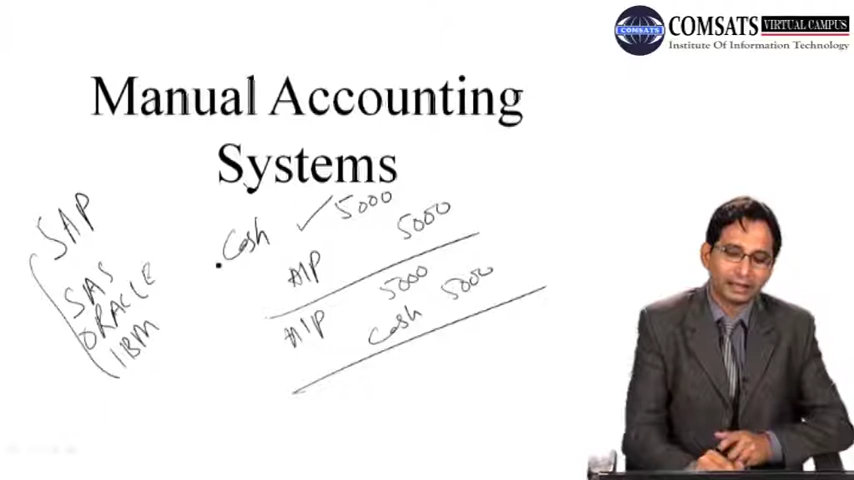 COMSATS
COMSATS VIRTUAL CAMPUS
Institute Of Information Technology
Manual Accounting
Systems
SAP
SAS
ORACLE
IBM
Cash ✓ 5000
A/P 5000
A/P 5000
Cash 5000